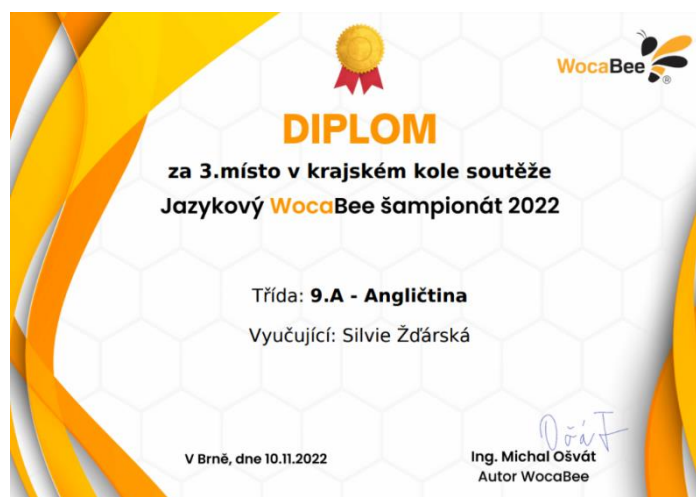 WocaBee
®
DIPLOM
za 3.místo v krajském kole soutěže
Jazykový WocaBee šampionát 2022
Třída: 9.A - Angličtina
Vyučující: Silvie Žďárská
V Brně, dne 10.11.2022
Ing. Michal Ošvát
Autor WocaBee